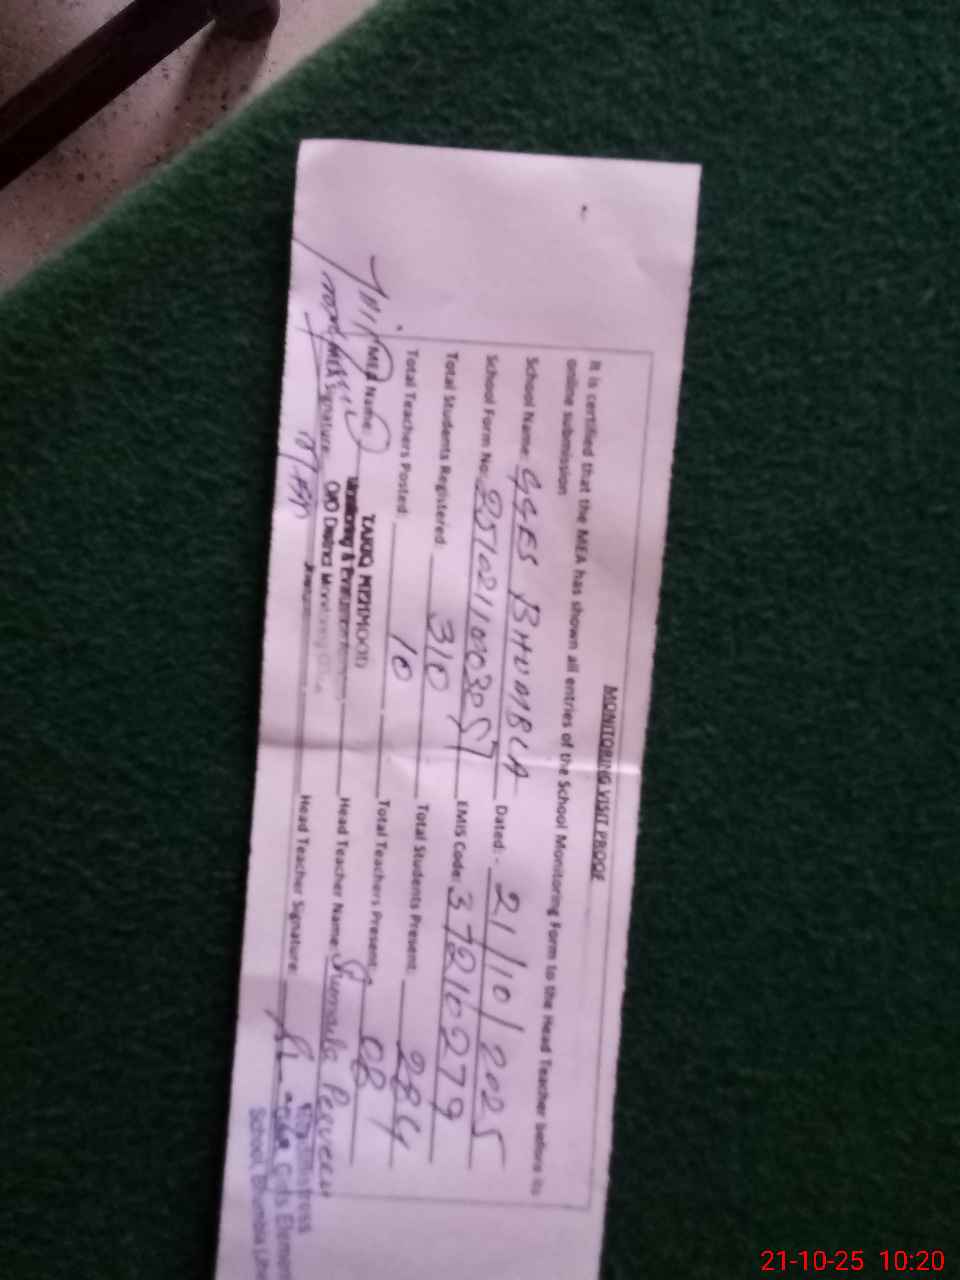 MONITORING VISIT PROOF
It is certified that the MEA has shown all entries of the School Monitoring Form to the Head Teacher before its
online submission
School Name: GGES BHUMBLA Dated: - 21/10/2025
School Form No: EMIS Code: 37210279
Total Students Registered: 310 Total Students Present: 284
Total Teachers Posted: 10 Total Teachers Present: 08
MEA Name: TARIQ MEHMOOD Head Teacher Name: Shumaila Perveen
Monitoring & Evaluation
MEA Signature: O/O District Monitoring Head Teacher Signature:
Girls Element
School Bhumbla
21-10-25 10:20